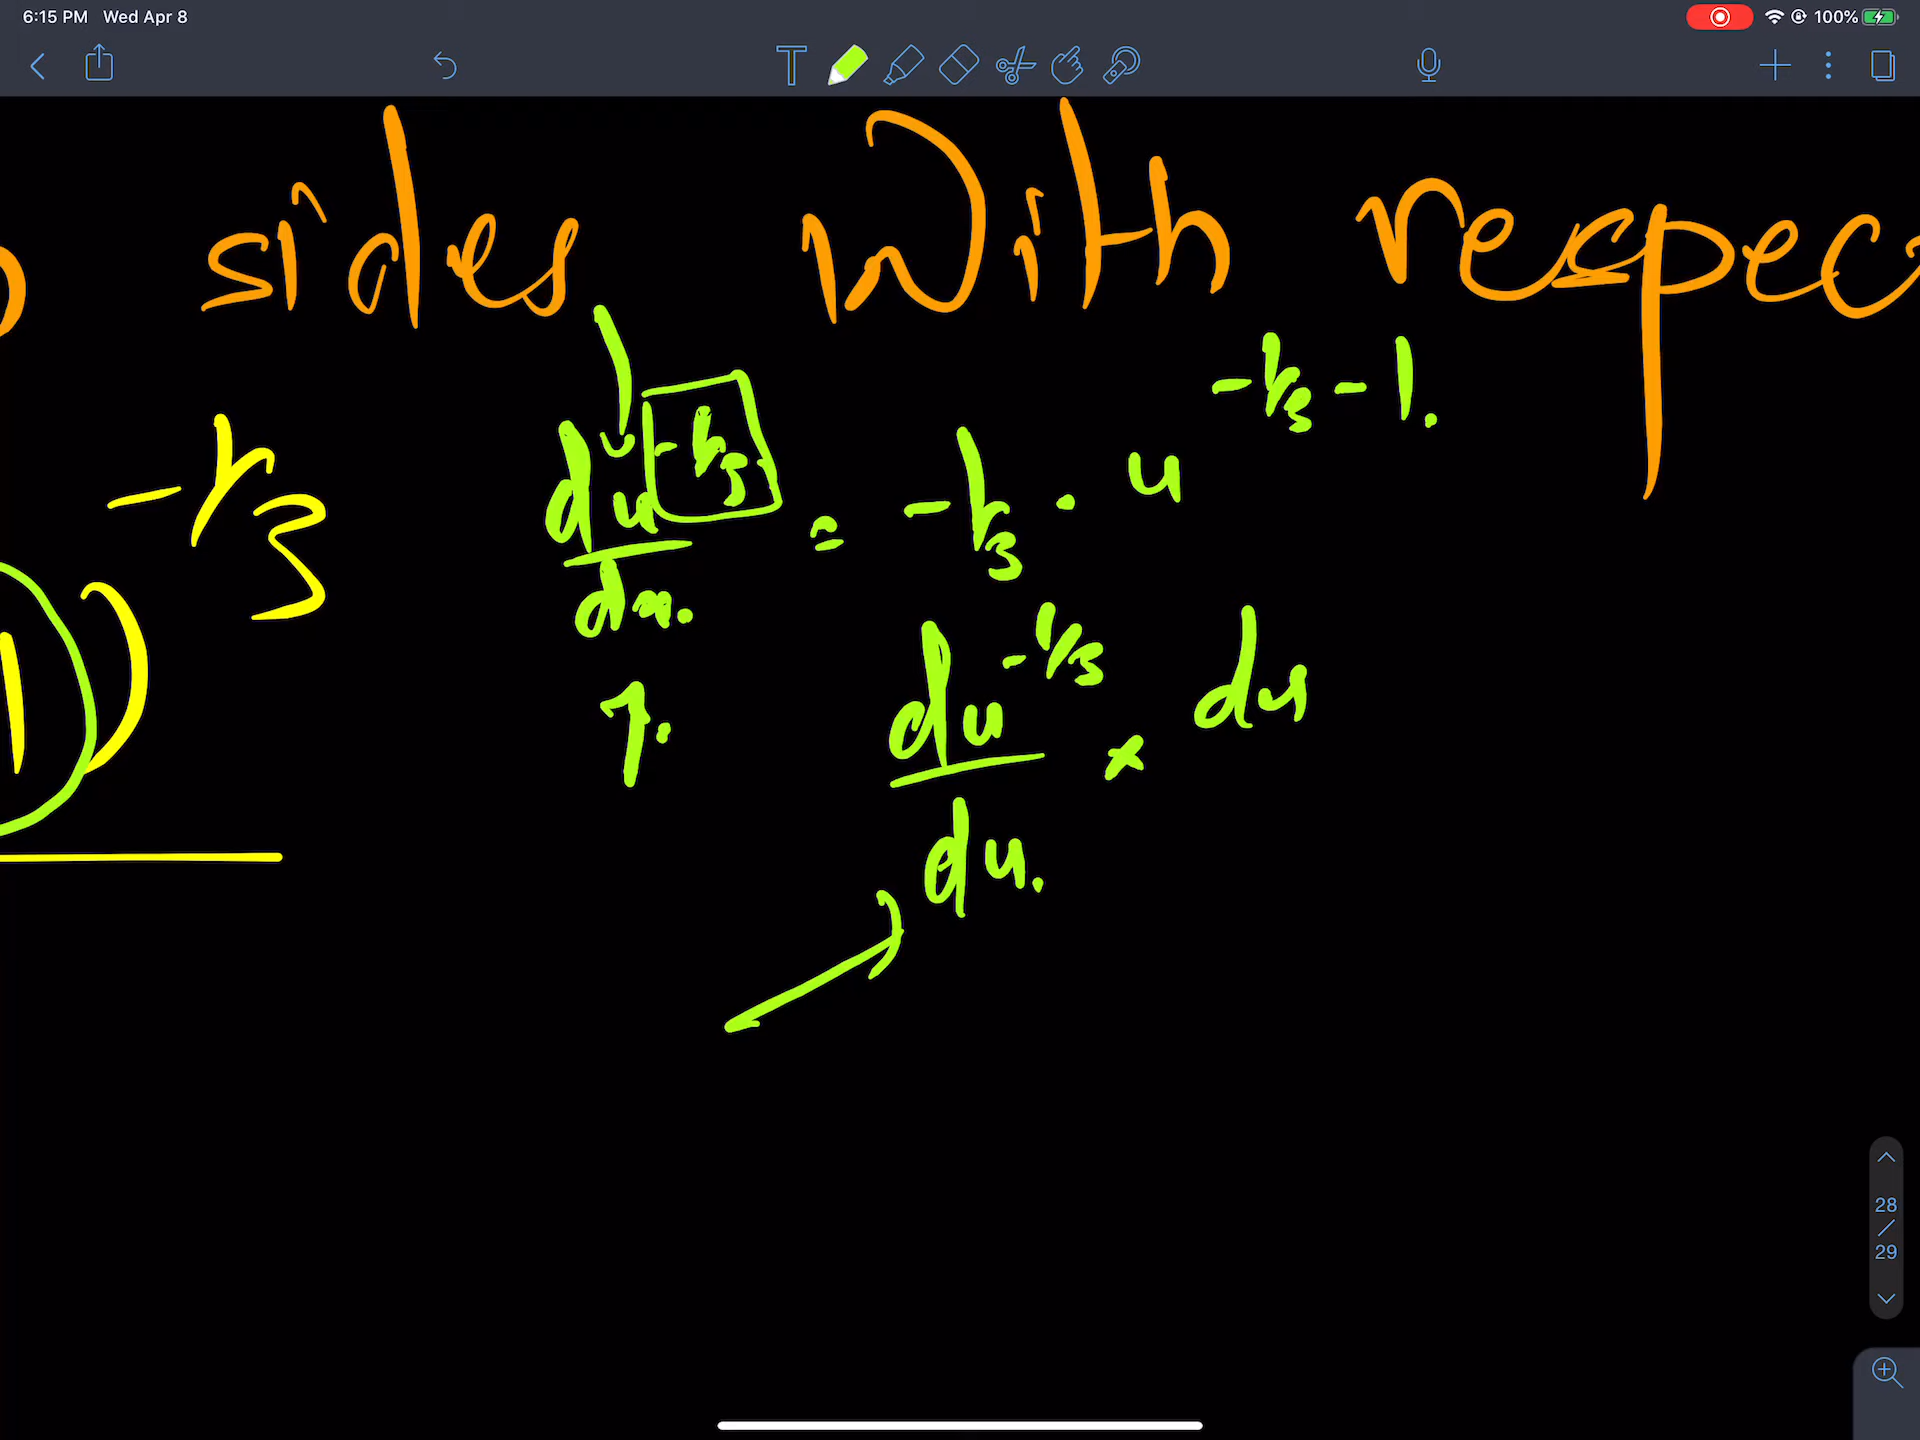 6:15 PM Wed Apr 8
100%
T
sides with respec
-1/3
du^-1/3 / dx. = -1/3 · u^-1/3 - 1.
)
du^-1/3 / du. × du
28
/
29